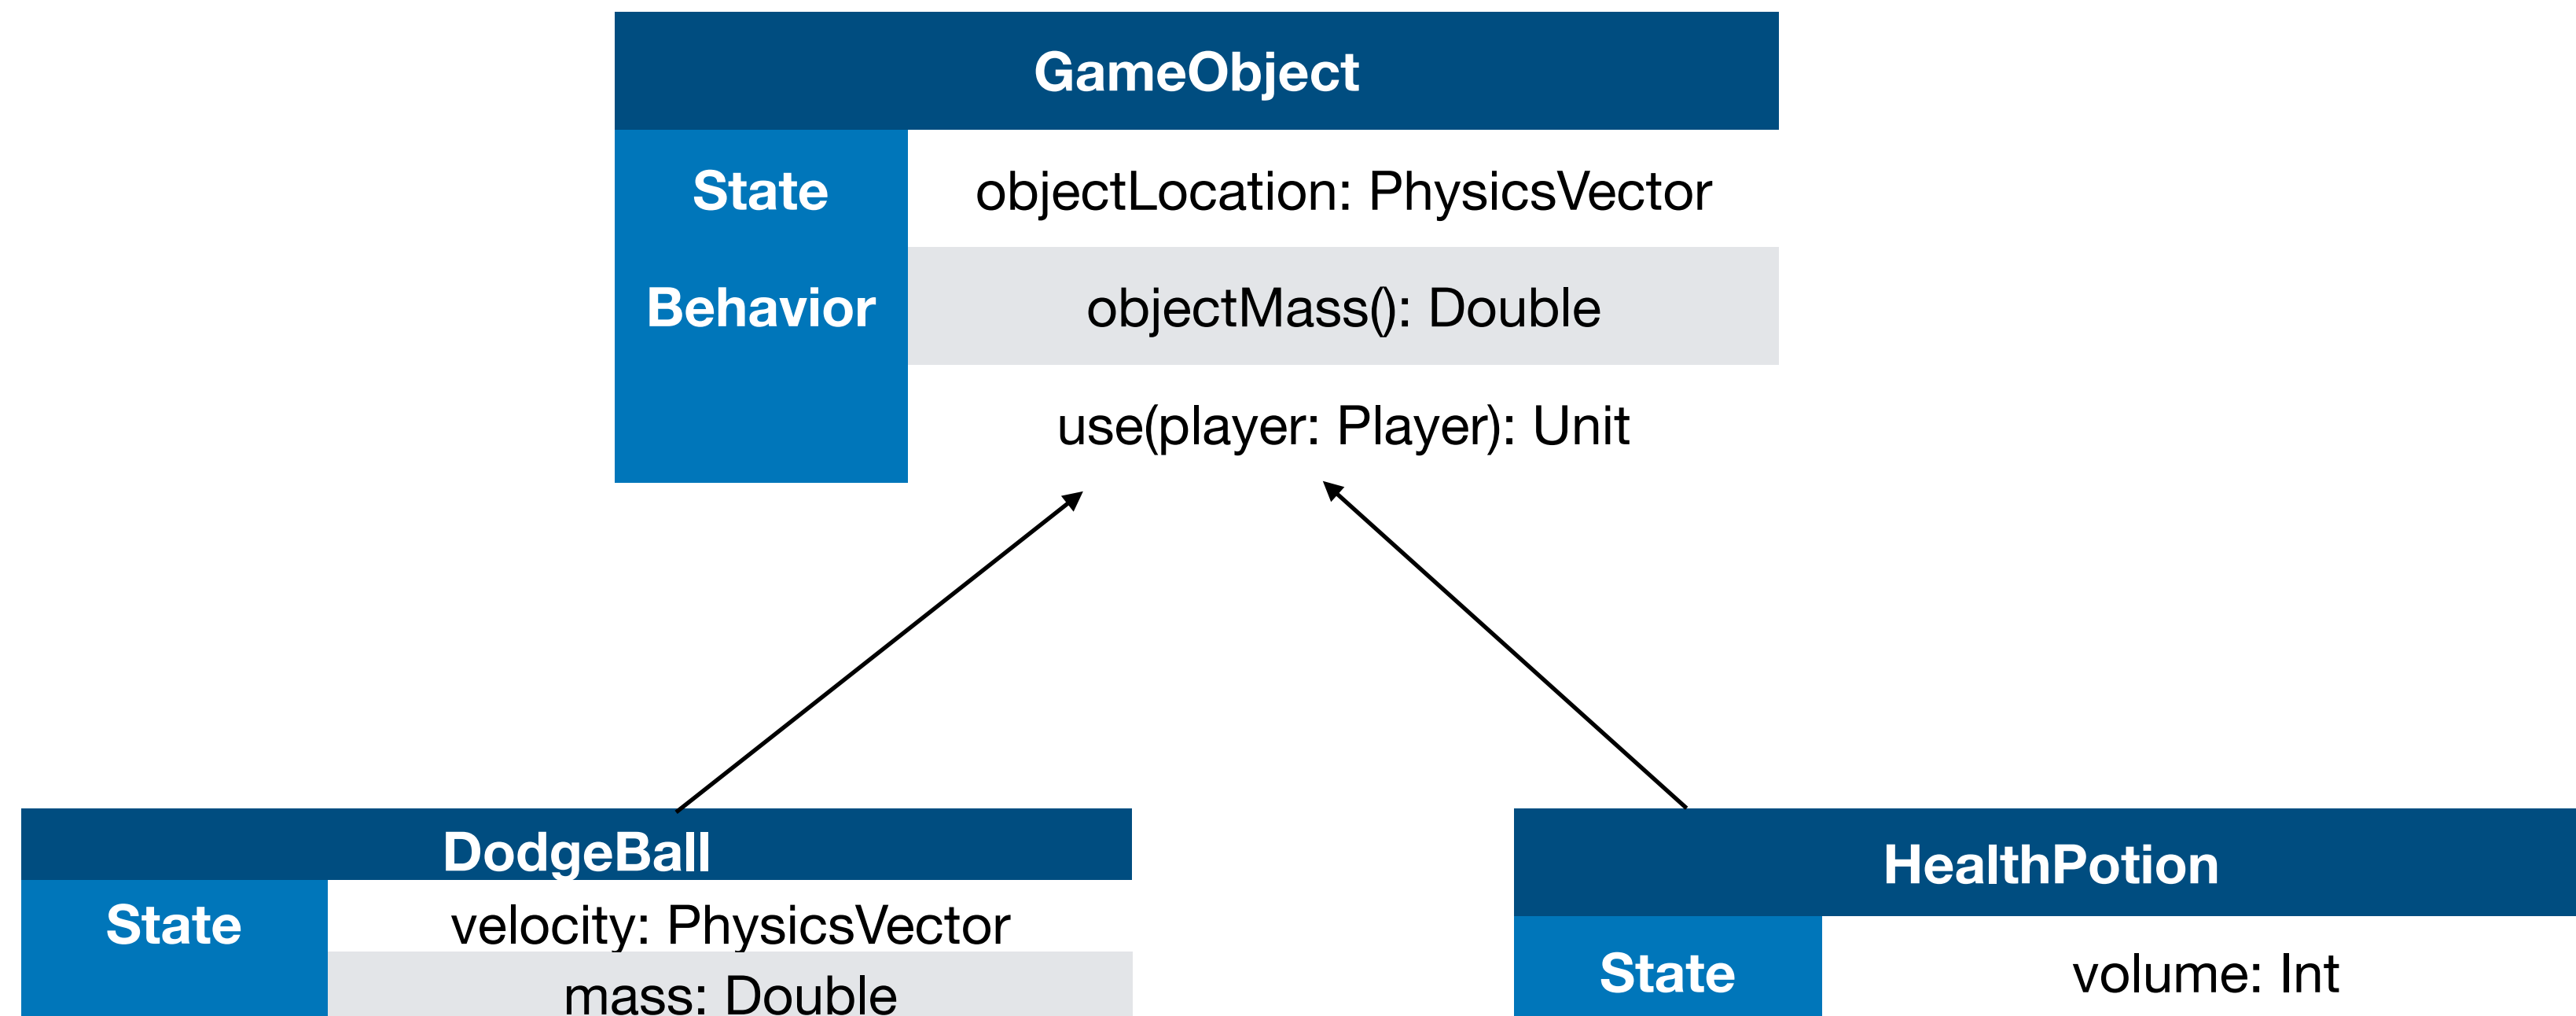 GameObject
State objectLocation: PhysicsVector
Behavior objectMass(): Double
use(player: Player): Unit
DodgeBall
State velocity: PhysicsVector
mass: Double
HealthPotion
State volume: Int